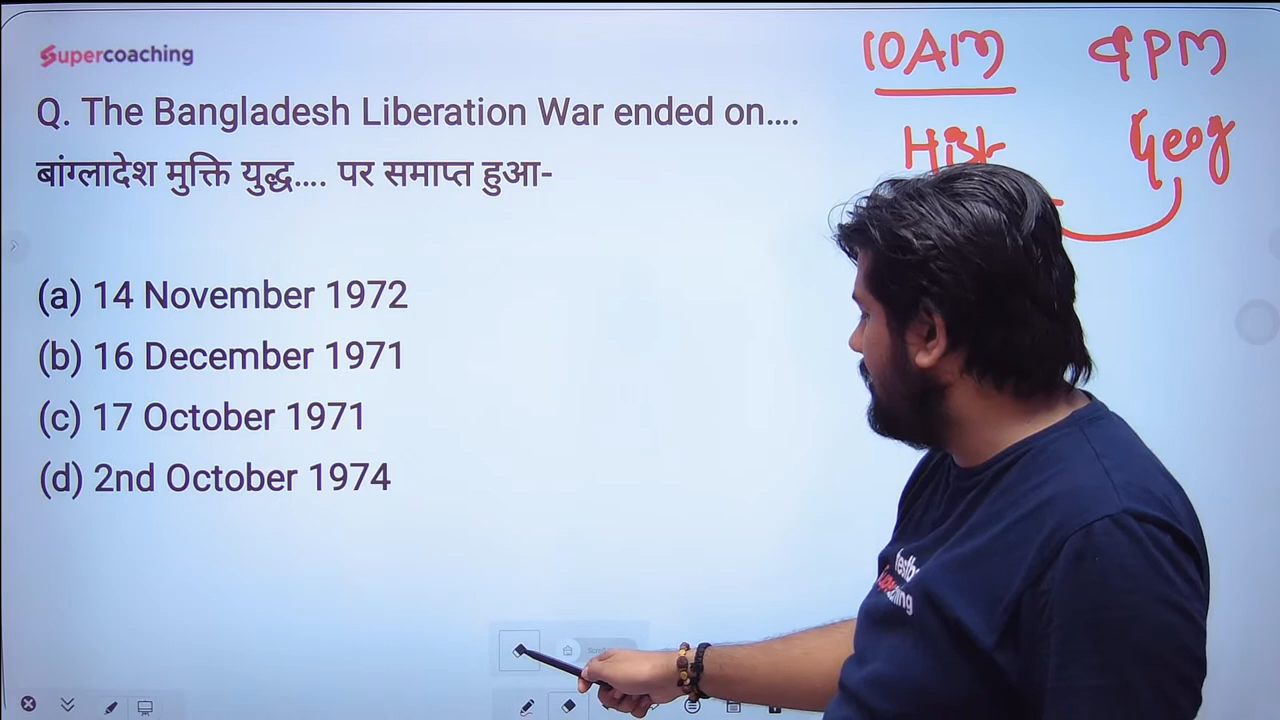 Supercoaching
10AM 9PM
Hist Geog
Q. The Bangladesh Liberation War ended on....
बांग्लादेश मुक्ति युद्ध.... पर समाप्त हुआ-
(a) 14 November 1972
(b) 16 December 1971
(c) 17 October 1971
(d) 2nd October 1974